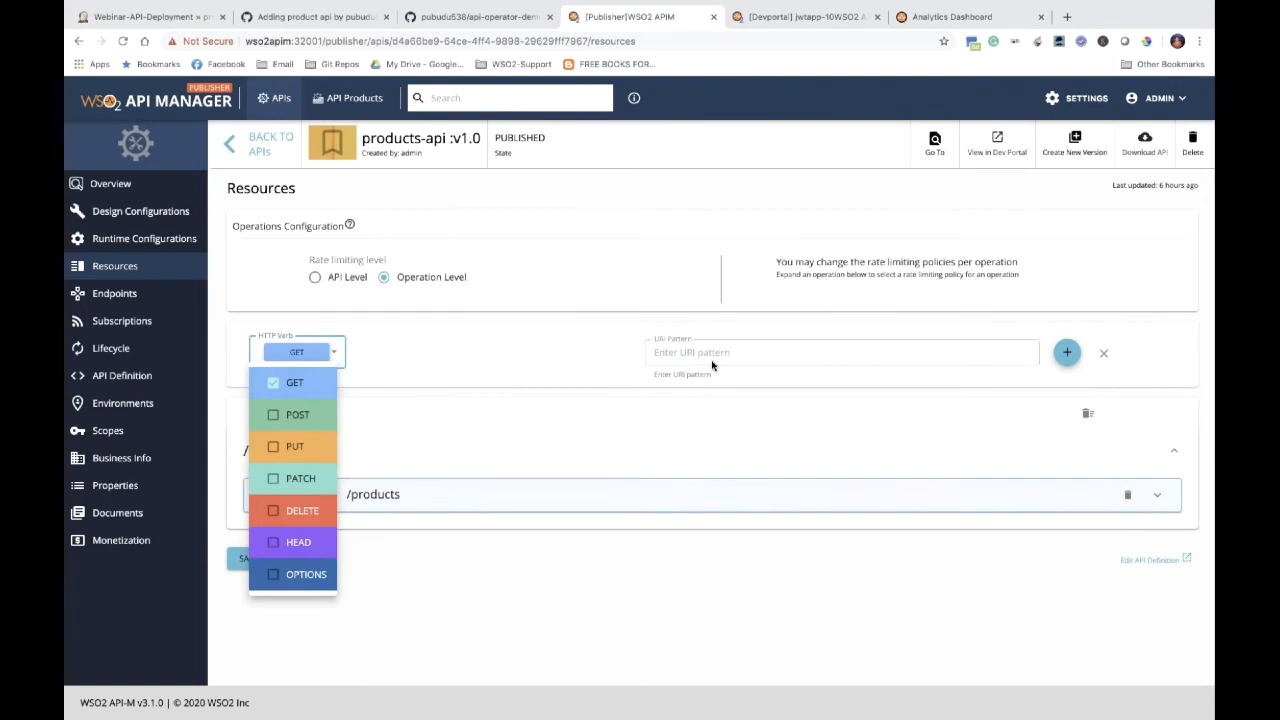 Webinar-API-Deployment » pr
Adding product api by pubudu5
pubudu538/api-operator-dem
[Publisher]WSO2 APIM
[Devportal] jwtapp-10WSO2 A
Analytics Dashboard
Not Secure
wso2apim:32001/publisher/apis/d4a66be9-64ce-4ff4-9898-29629fff7967/resources
Apps
Bookmarks
Facebook
Email
Git Repos
My Drive - Google...
WSO2-Support
FREE BOOKS FOR...
Other Bookmarks
PUBLISHER
WSO2 API MANAGER
APIs
API Products
Search
SETTINGS
ADMIN
BACK TO
APIs
products-api :v1.0
Created by: admin
PUBLISHED
State
Go To
View in Dev Portal
Create New Version
Download API
Delete
Overview
Design Configurations
Runtime Configurations
Resources
Endpoints
Subscriptions
Lifecycle
API Definition
Environments
Scopes
Business Info
Properties
Documents
Monetization
Resources
Last updated: 6 hours ago
Operations Configuration
Rate limiting level
API Level
Operation Level
You may change the rate limiting policies per operation
Expand an operation below to select a rate limiting policy for an operation
HTTP Verb
GET
URI Pattern
Enter URI pattern
Enter URI pattern
GET
POST
PUT
PATCH
DELETE
HEAD
OPTIONS
/
/products
SA
Edit API Definition
WSO2 API-M v3.1.0 | © 2020 WSO2 Inc